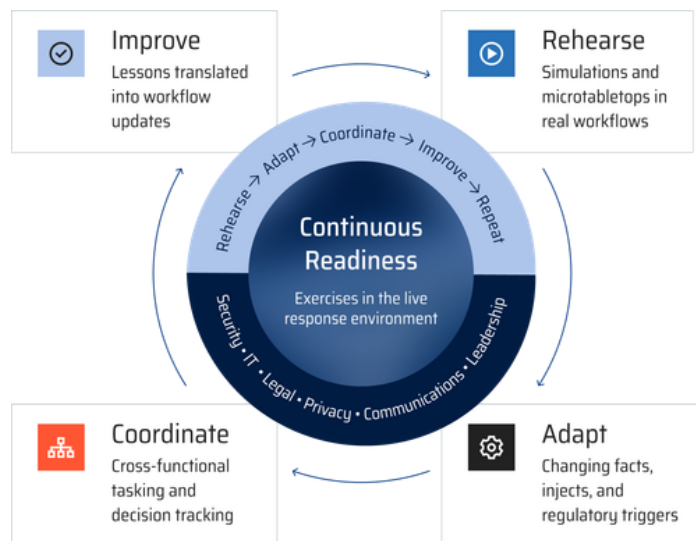 Improve
Lessons translated
into workflow
updates
Rehearse
Simulations and
microtabletops in
real workflows
Rehearse → Adapt → Coordinate → Improve → Repeat
Continuous
Readiness
Exercises in the live
response environment
Security • IT • Legal • Privacy • Communications • Leadership
Coordinate
Cross-functional
tasking and
decision tracking
Adapt
Changing facts,
injects, and
regulatory triggers